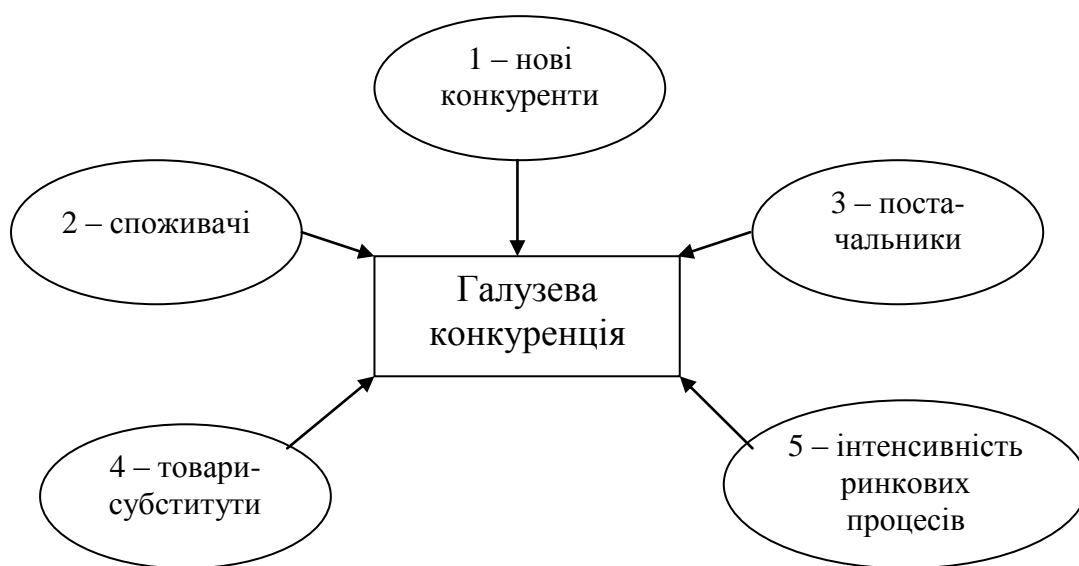 1 – нові
конкуренти
2 – споживачі
3 – поста-
чальники
Галузева
конкуренція
4 – товари-
субститути
5 – інтенсивність
ринкових
процесів